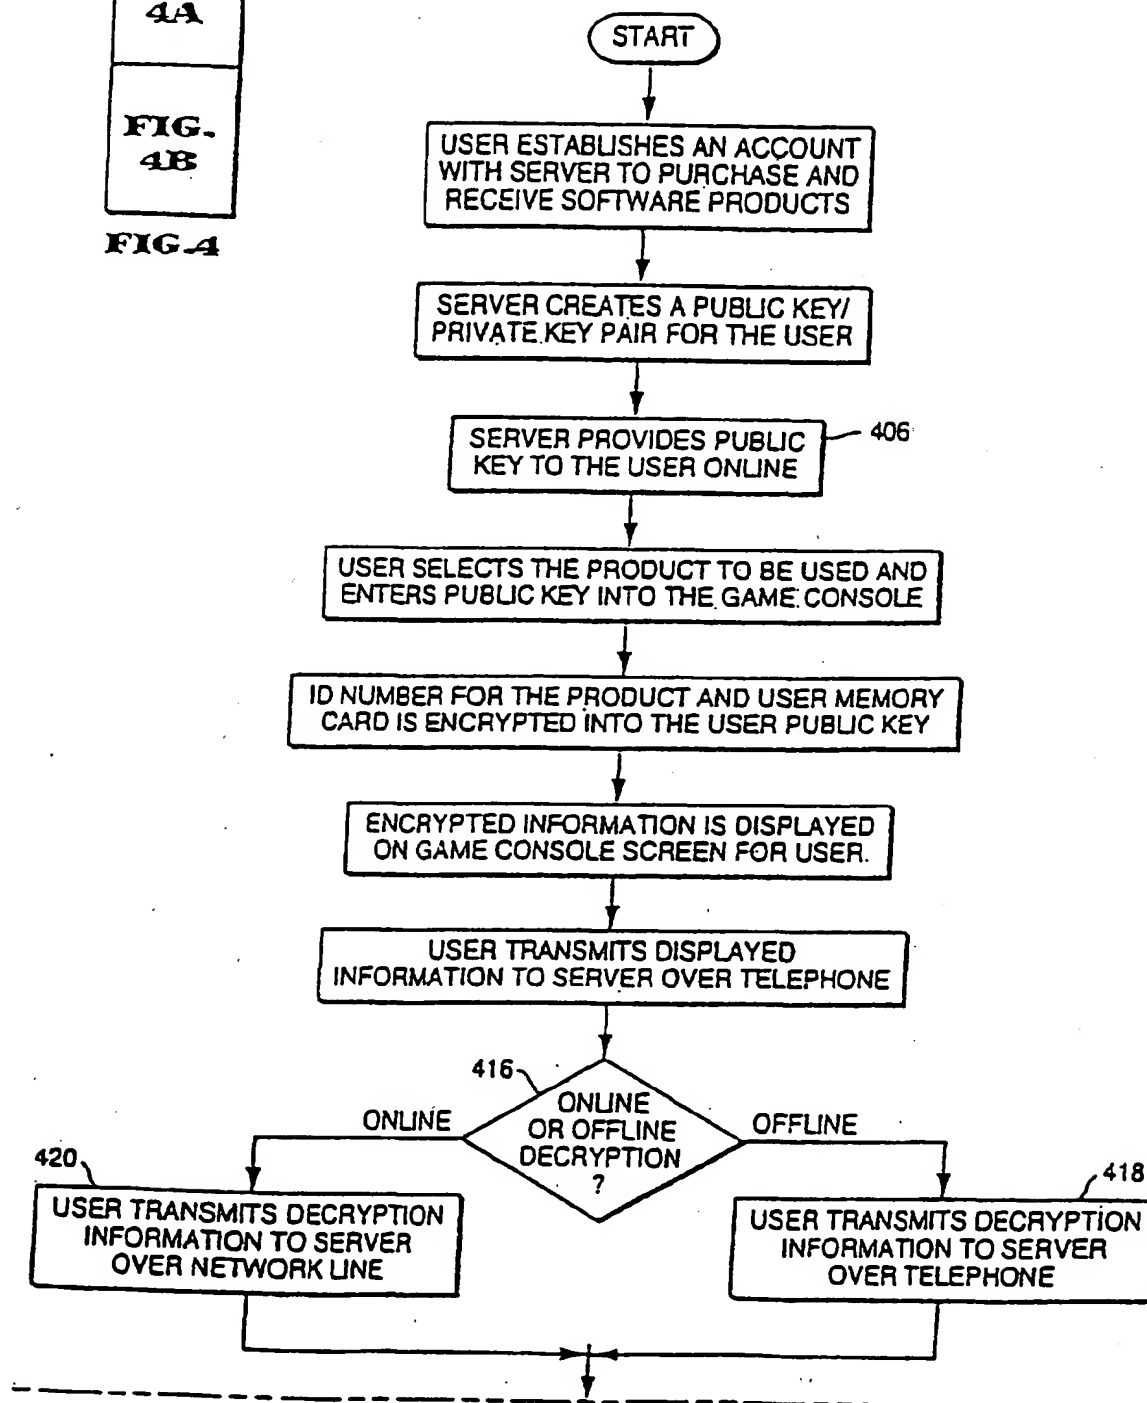 4A
FIG.
4B
FIG.4
START
USER ESTABLISHES AN ACCOUNT
WITH SERVER TO PURCHASE AND
RECEIVE SOFTWARE PRODUCTS
SERVER CREATES A PUBLIC KEY/
PRIVATE KEY PAIR FOR THE USER
SERVER PROVIDES PUBLIC
KEY TO THE USER ONLINE
406
USER SELECTS THE PRODUCT TO BE USED AND
ENTERS PUBLIC KEY INTO THE GAME CONSOLE
ID NUMBER FOR THE PRODUCT AND USER MEMORY
CARD IS ENCRYPTED INTO THE USER PUBLIC KEY
ENCRYPTED INFORMATION IS DISPLAYED
ON GAME CONSOLE SCREEN FOR USER.
USER TRANSMITS DISPLAYED
INFORMATION TO SERVER OVER TELEPHONE
416
ONLINE
OR OFFLINE
DECRYPTION
?
ONLINE
OFFLINE
420
USER TRANSMITS DECRYPTION
INFORMATION TO SERVER
OVER NETWORK LINE
418
USER TRANSMITS DECRYPTION
INFORMATION TO SERVER
OVER TELEPHONE